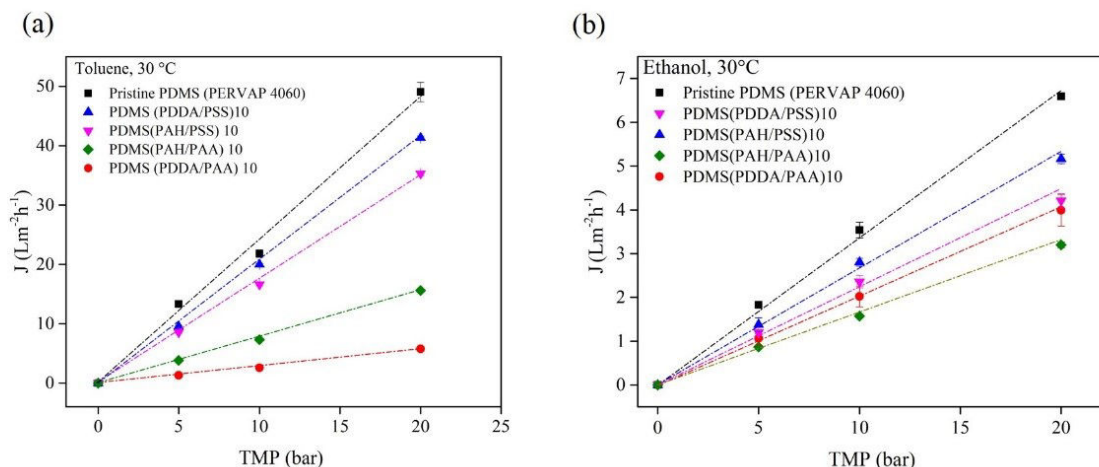 (a)
Toluene, 30 °C
Pristine PDMS (PERVAP 4060)
PDMS (PDDA/PSS)10
PDMS(PAH/PSS) 10
PDMS(PAH/PAA) 10
PDMS (PDDA/PAA) 10
50
40
30
20
10
0
J (Lm⁻²h⁻¹)
0 5 10 15 20 25
TMP (bar)
(b)
Ethanol, 30°C
Pristine PDMS (PERVAP 4060)
PDMS(PDDA/PSS)10
PDMS(PAH/PSS)10
PDMS(PAH/PAA)10
PDMS(PDDA/PAA)10
7
6
5
4
3
2
1
0
J (Lm⁻²h⁻¹)
0 5 10 15 20
TMP (bar)